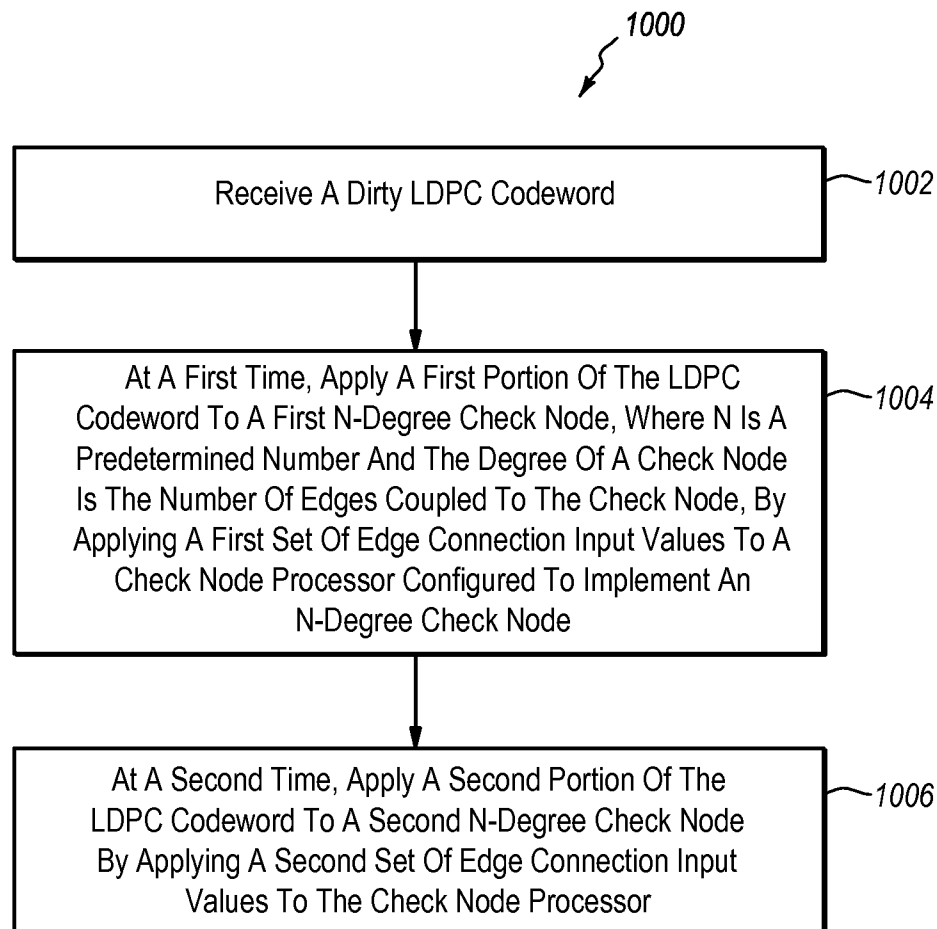 1000
Receive A Dirty LDPC Codeword
1002
At A First Time, Apply A First Portion Of The LDPC
Codeword To A First N-Degree Check Node, Where N Is A
Predetermined Number And The Degree Of A Check Node
Is The Number Of Edges Coupled To The Check Node, By
Applying A First Set Of Edge Connection Input Values To A
Check Node Processor Configured To Implement An
N-Degree Check Node
1004
At A Second Time, Apply A Second Portion Of The
LDPC Codeword To A Second N-Degree Check Node
By Applying A Second Set Of Edge Connection Input
Values To The Check Node Processor
1006